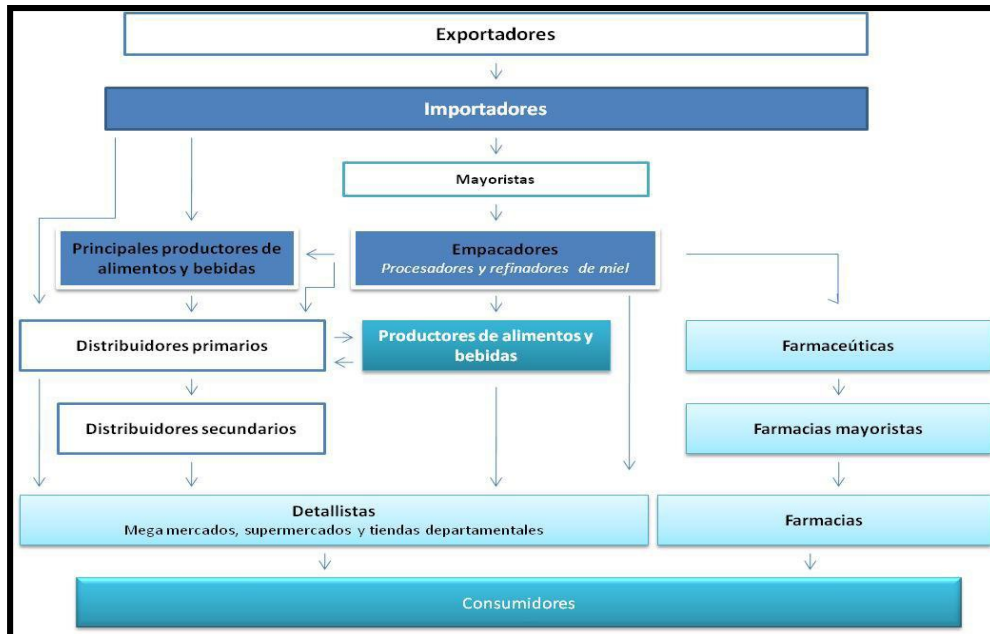 Exportadores
Importadores
Mayoristas
Principales productores de
alimentos y bebidas
Empacadores
Procesadores y refinadores de miel
Distribuidores primarios
Productores de alimentos y
bebidas
Farmaceúticas
Distribuidores secundarios
Farmacias mayoristas
Detallistas
Mega mercados, supermercados y tiendas departamentales
Farmacias
Consumidores